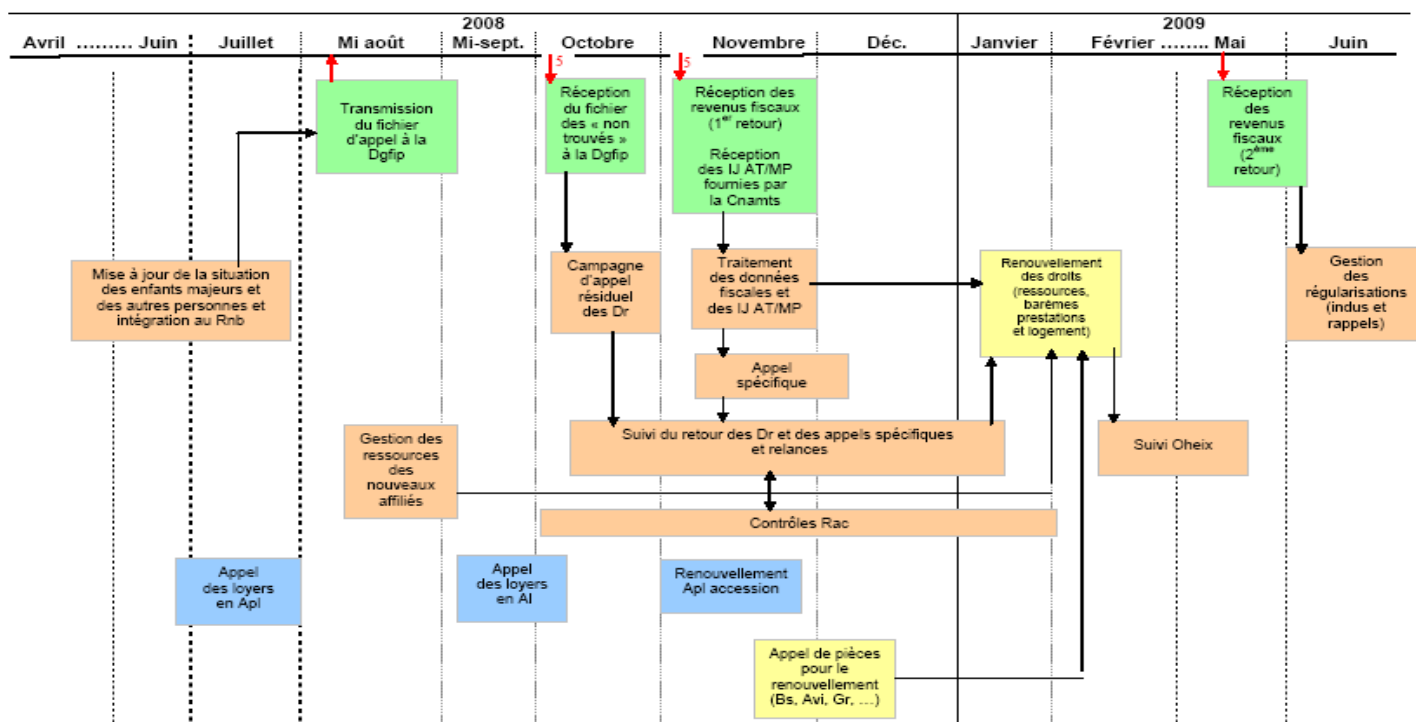 2008
2009
Avril ......... Juin
Juillet
Mi août
Mi-sept.
Octobre
Novembre
Déc.
Janvier
Février ........ Mai
Juin
5
5
Transmission
du fichier
d'appel à la
Dgfip
Réception
du fichier
des « non
trouvés »
à la Dgfip
Réception des
revenus fiscaux
(1er retour)
Réception
des IJ AT/MP
fournies par
la Cnamts
Réception
des
revenus
fiscaux
(2ème
retour)
Mise à jour de la situation
des enfants majeurs et
des autres personnes et
intégration au Rnb
Campagne
d'appel
résiduel
des Dr
Traitement
des données
fiscales et
des IJ AT/MP
Renouvellement
des droits
(ressources,
barèmes
prestations
et logement)
Gestion
des
régularisations
(indus et
rappels)
Appel
spécifique
Gestion des
ressources
des
nouveaux
affiliés
Suivi du retour des Dr et des appels spécifiques
et relances
Suivi Oheix
Contrôles Rac
Appel
des loyers
en Apl
Appel
des loyers
en Al
Renouvellement
Apl accession
Appel de pièces
pour le
renouvellement
(Bs, Avi, Gr, ...)